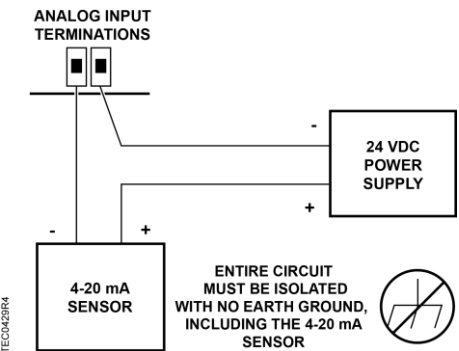 ANALOG INPUT
TERMINATIONS
-
24 VDC
POWER
SUPPLY
+
-
+
4-20 mA
SENSOR
ENTIRE CIRCUIT
MUST BE ISOLATED
WITH NO EARTH GROUND,
INCLUDING THE 4-20 mA
SENSOR
TEC0429R4